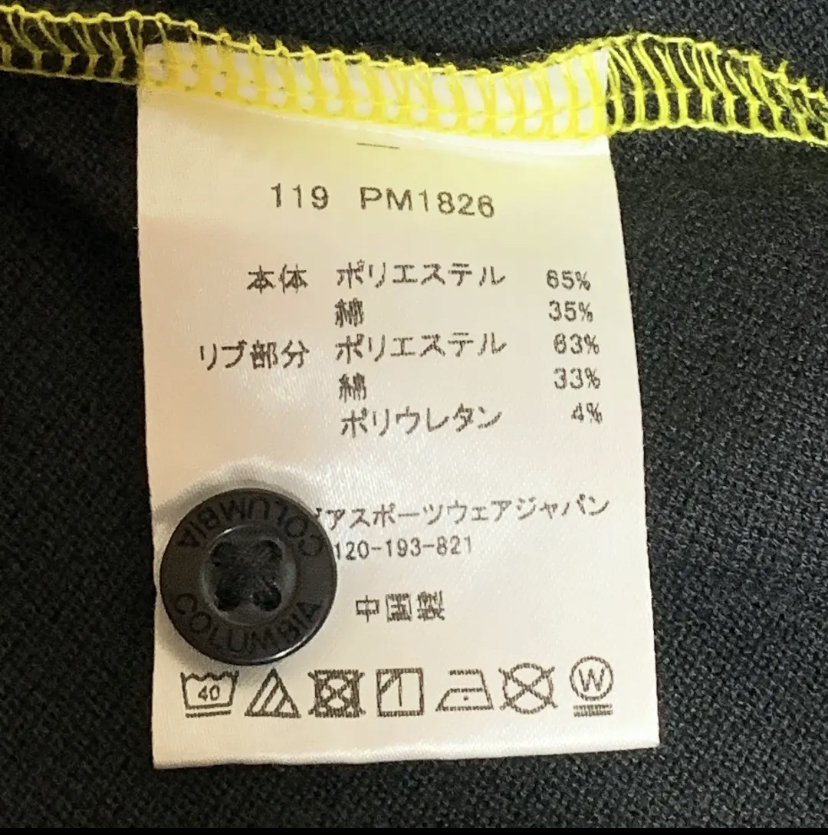 119 PM1826
本体 ポリエステル 65%
綿 35%
リブ部分 ポリエステル 63%
綿 33%
ポリウレタン 4%
アスポーツウェアジャパン
120-193-821
中国製
COLUMBIA
COLUMBIA
40
W